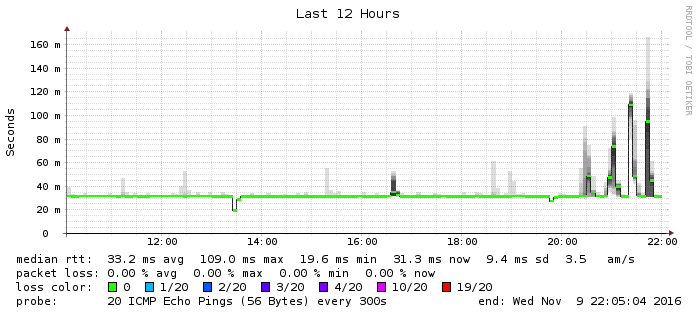 Last 12 Hours
RRDTOOL / TOBI OETIKER
Seconds
160 m
140 m
120 m
100 m
80 m
60 m
40 m
20 m
0
12:00 14:00 16:00 18:00 20:00 22:00
median rtt: 33.2 ms avg 109.0 ms max 19.6 ms min 31.3 ms now 9.4 ms sd 3.5 am/s
packet loss: 0.00 % avg 0.00 % max 0.00 % min 0.00 % now
loss color: 0 1/20 2/20 3/20 4/20 10/20 19/20
probe: 20 ICMP Echo Pings (56 Bytes) every 300s end: Wed Nov 9 22:05:04 2016